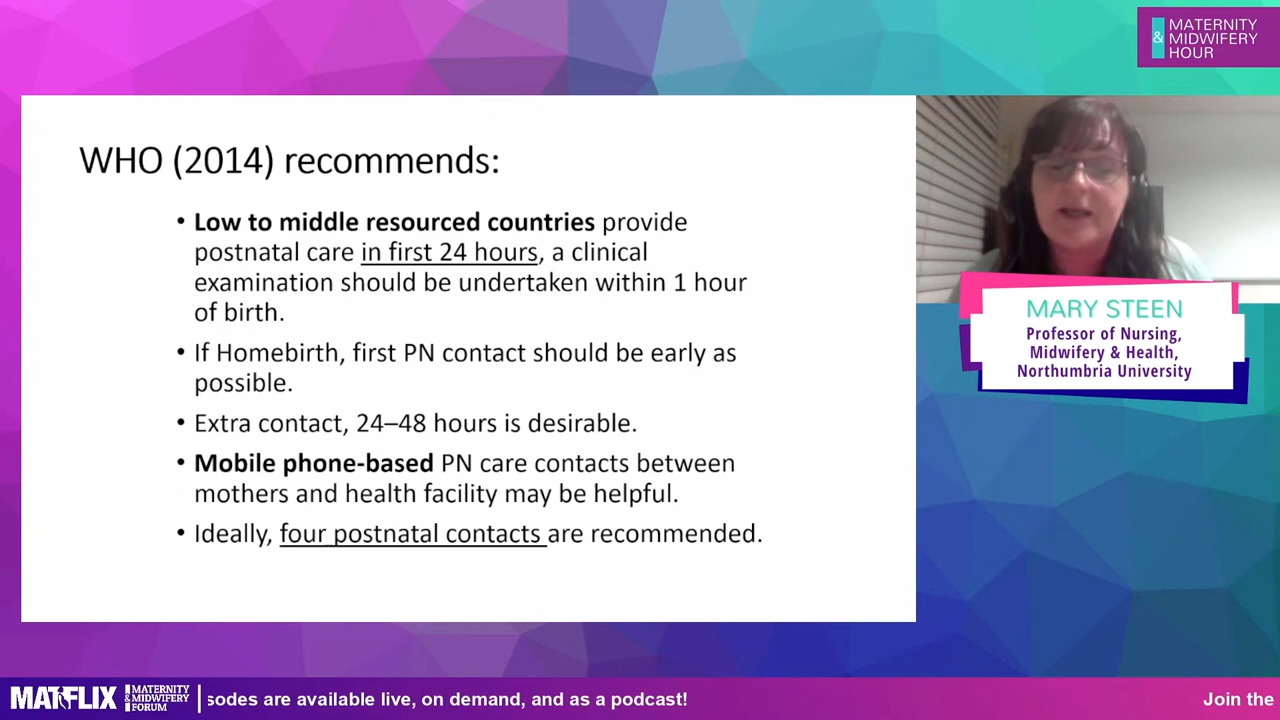 MATERNITY
& MIDWIFERY
HOUR
WHO (2014) recommends:
• Low to middle resourced countries provide
postnatal care in first 24 hours, a clinical
examination should be undertaken within 1 hour
of birth.
• If Homebirth, first PN contact should be early as
possible.
• Extra contact, 24–48 hours is desirable.
• Mobile phone-based PN care contacts between
mothers and health facility may be helpful.
• Ideally, four postnatal contacts are recommended.
MARY STEEN
Professor of Nursing,
Midwifery & Health,
Northumbria University
MATFLIX
MATERNITY
& MIDWIFERY
FORUM
sodes are available live, on demand, and as a podcast!
Join the